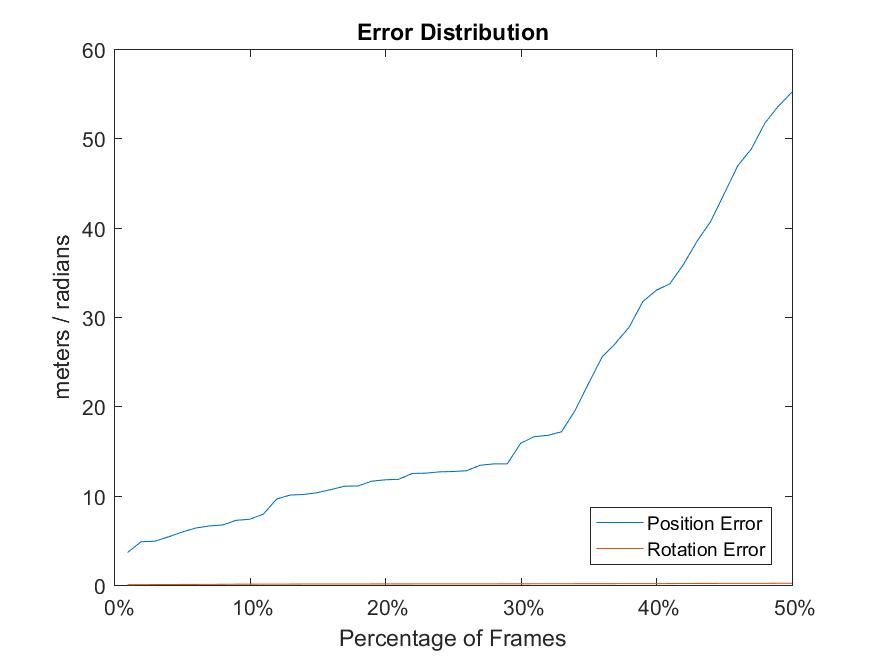 Error Distribution
60
50
40
30
20
10
0
meters / radians
Position Error
Rotation Error
0% 10% 20% 30% 40% 50%
Percentage of Frames